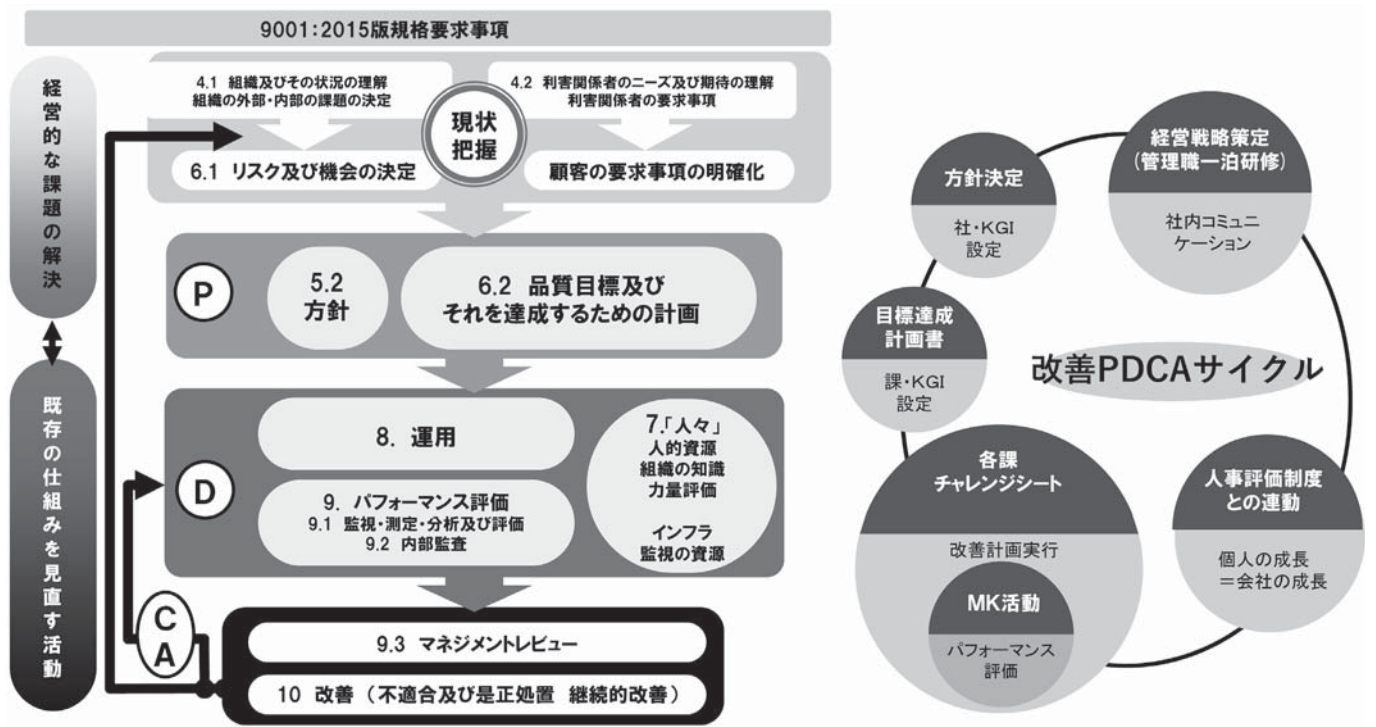 9001:2015版規格要求事項
経営的な課題の解決
既存の仕組みを見直す活動
4.1 組織及びその状況の理解
組織の外部・内部の課題の決定
4.2 利害関係者のニーズ及び期待の理解
利害関係者の要求事項
現状
把握
6.1 リスク及び機会の決定
顧客の要求事項の明確化
P
5.2
方針
6.2 品質目標及び
それを達成するための計画
D
8. 運用
9. パフォーマンス評価
9.1 監視・測定・分析及び評価
9.2 内部監査
7.「人々」
人的資源
組織の知識
力量評価
インフラ
監視の資源
C
A
9.3 マネジメントレビュー
10 改善（不適合及び是正処置 継続的改善）
経営戦略策定
(管理職一泊研修)
社内コミュニ
ケーション
方針決定
社・KGI
設定
目標達成
計画書
課・KGI
設定
改善PDCAサイクル
各課
チャレンジシート
改善計画実行
MK活動
パフォーマンス
評価
人事評価制度
との連動
個人の成長
＝会社の成長